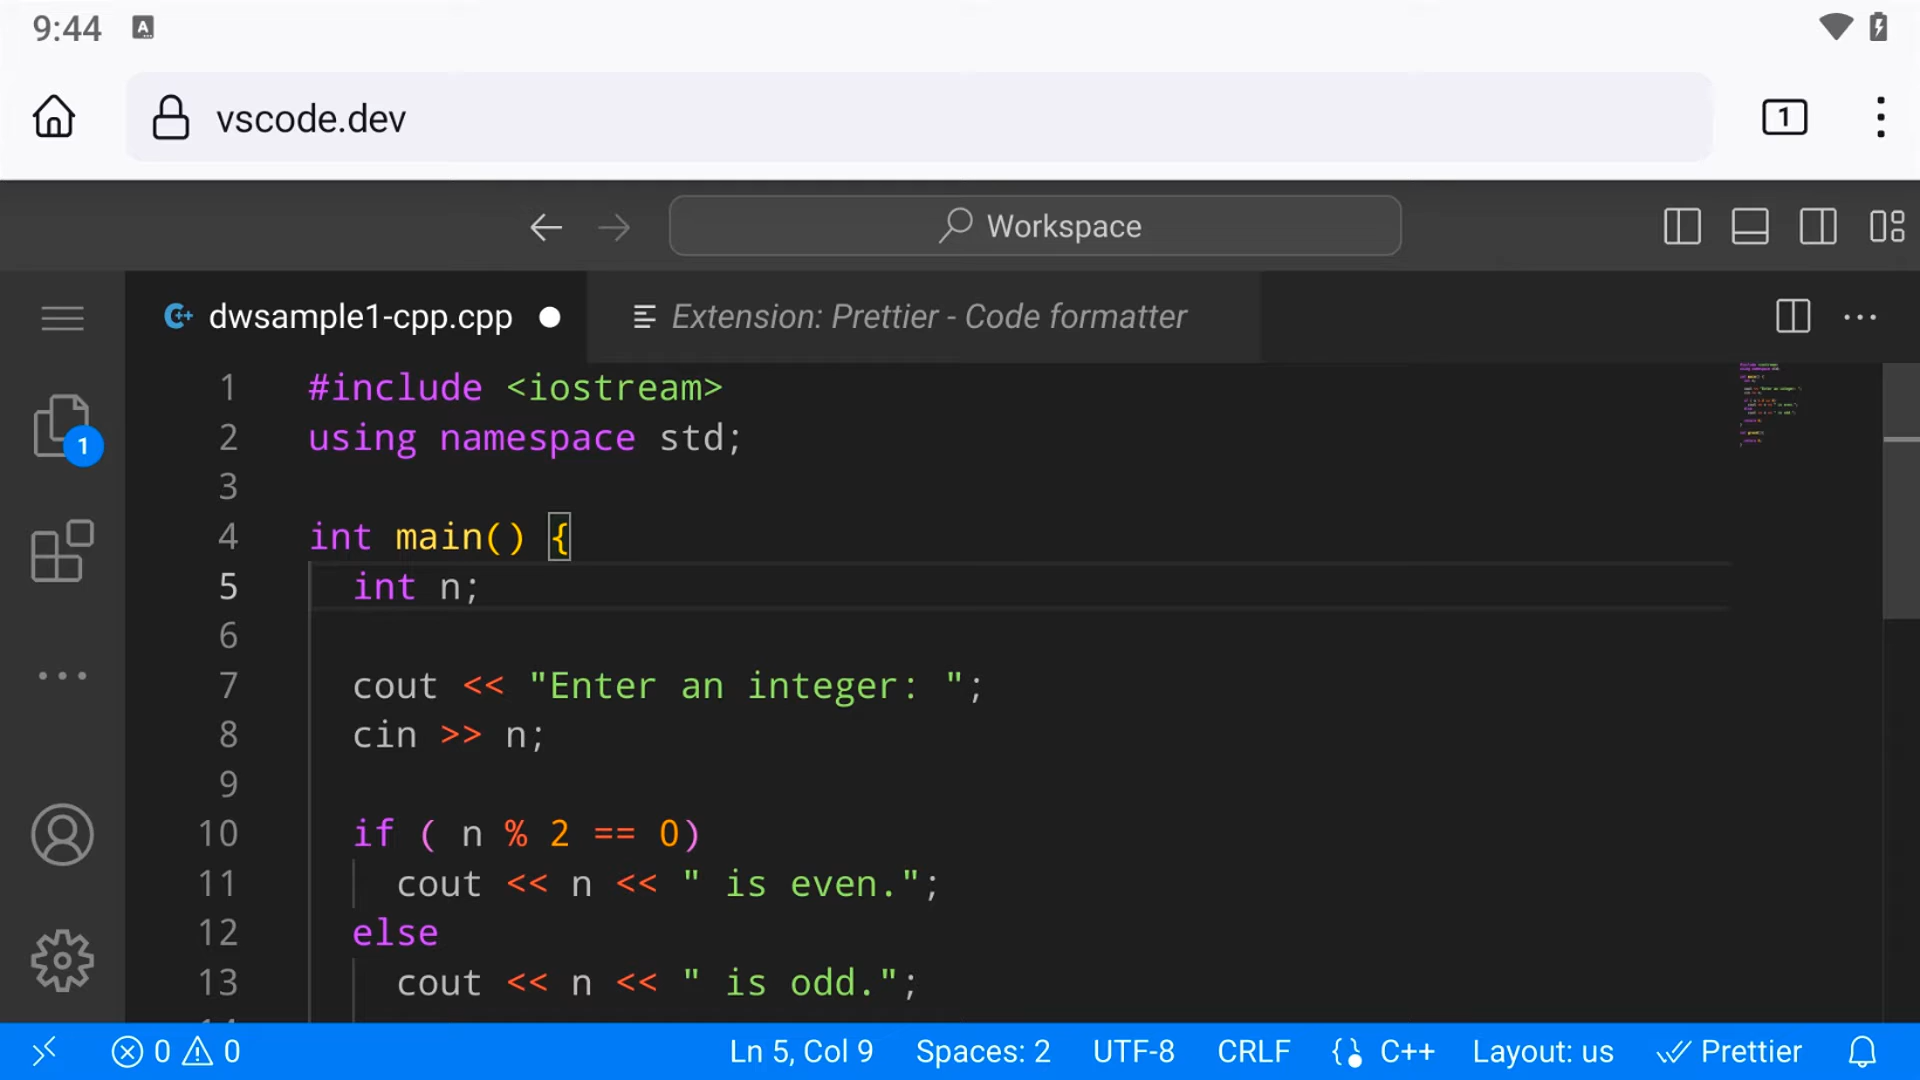 9:44
A
vscode.dev
1
Workspace
dwsample1-cpp.cpp
Extension: Prettier - Code formatter
1 #include <iostream>
2 using namespace std;
3
4 int main() {
5 int n;
6
7 cout << "Enter an integer: ";
8 cin >> n;
9
10 if ( n % 2 == 0)
11 cout << n << " is even.";
12 else
13 cout << n << " is odd.";
1
0 0 Ln 5, Col 9 Spaces: 2 UTF-8 CRLF C++ Layout: us Prettier